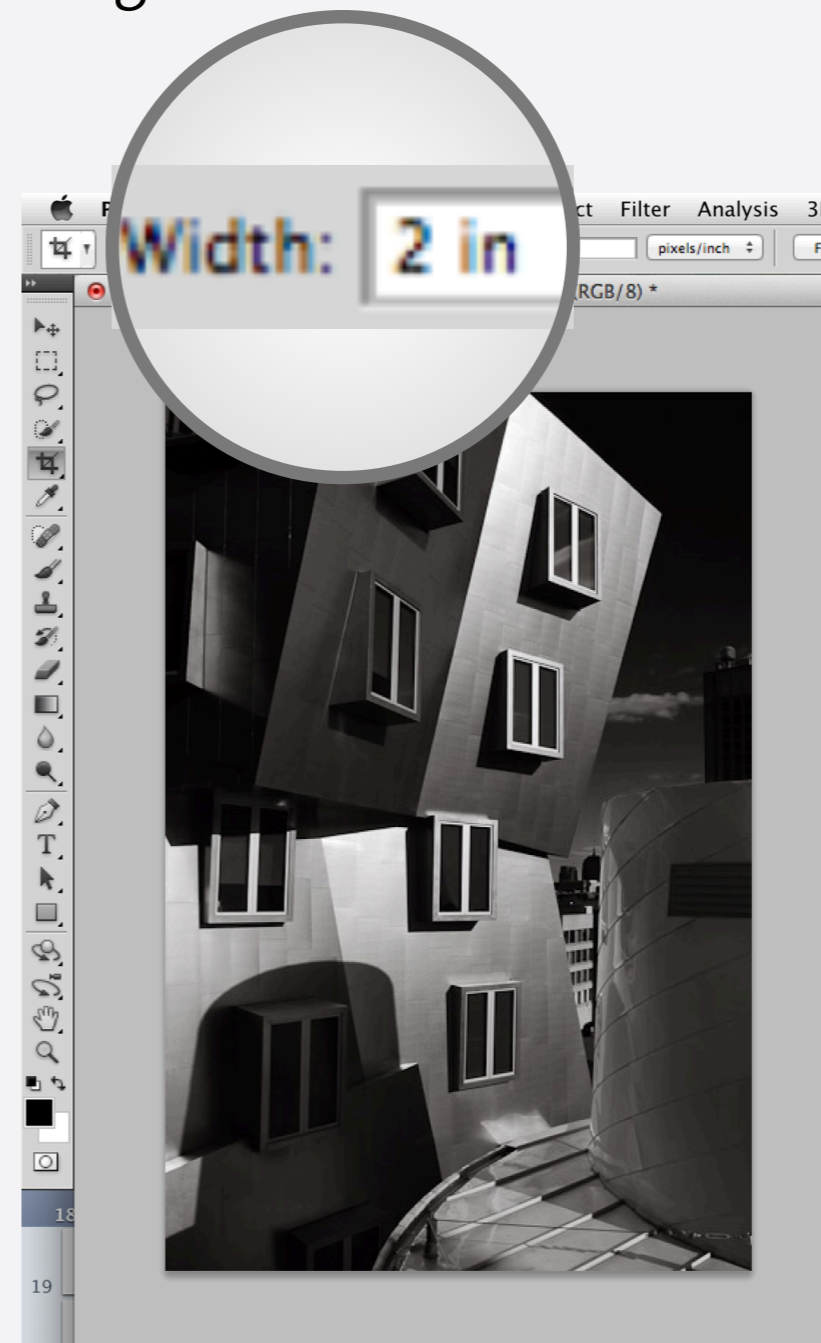 g
Width: 2 in
ct Filter Analysis 3
pixels/inch F
(RGB/8) *
T
18
19